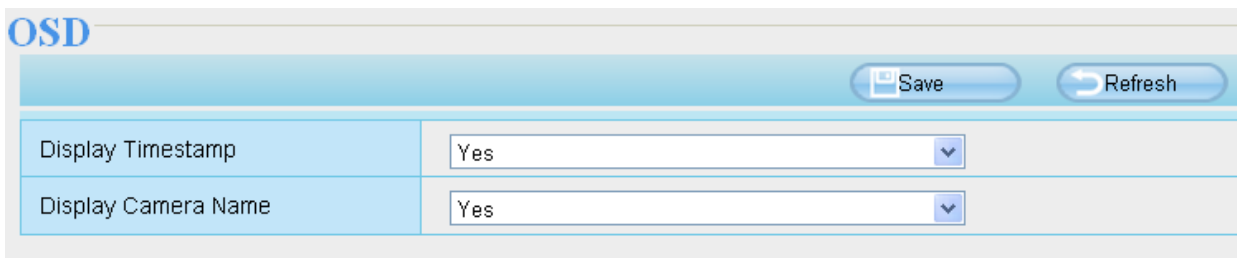 OSD
Save Refresh
Display Timestamp Yes
Display Camera Name Yes